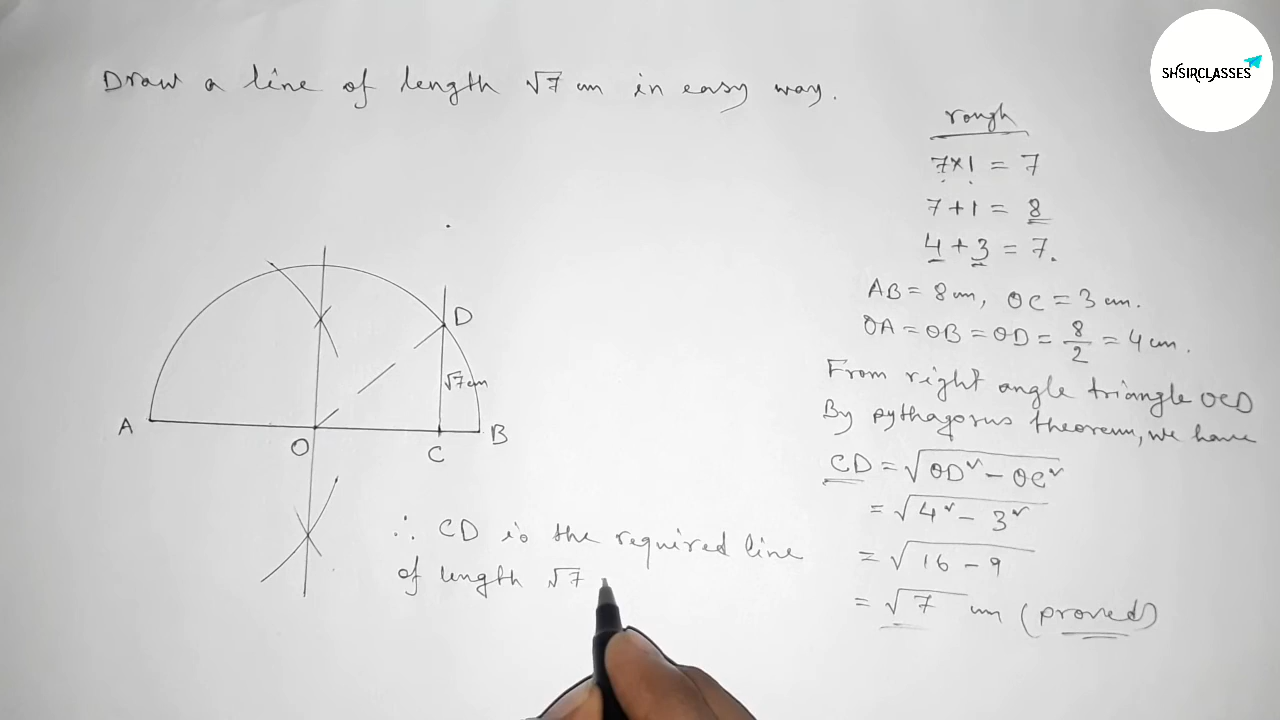 SHSIRCLASSES
Draw a line of length √7 cm in easy way.
rough
7×1 = 7
7+1 = 8
4+3 = 7.
AB = 8 cm, OC = 3 cm.
OA = OB = OD = 8/2 = 4 cm.
From right angle triangle OCD
By pythagorus theorem, we have
CD = √OD² - OC²
= √4² - 3²
= √16 - 9
= √7 cm (proved)
D
√7 cm
A
O
C
B
∴ CD is the required line
of length √7